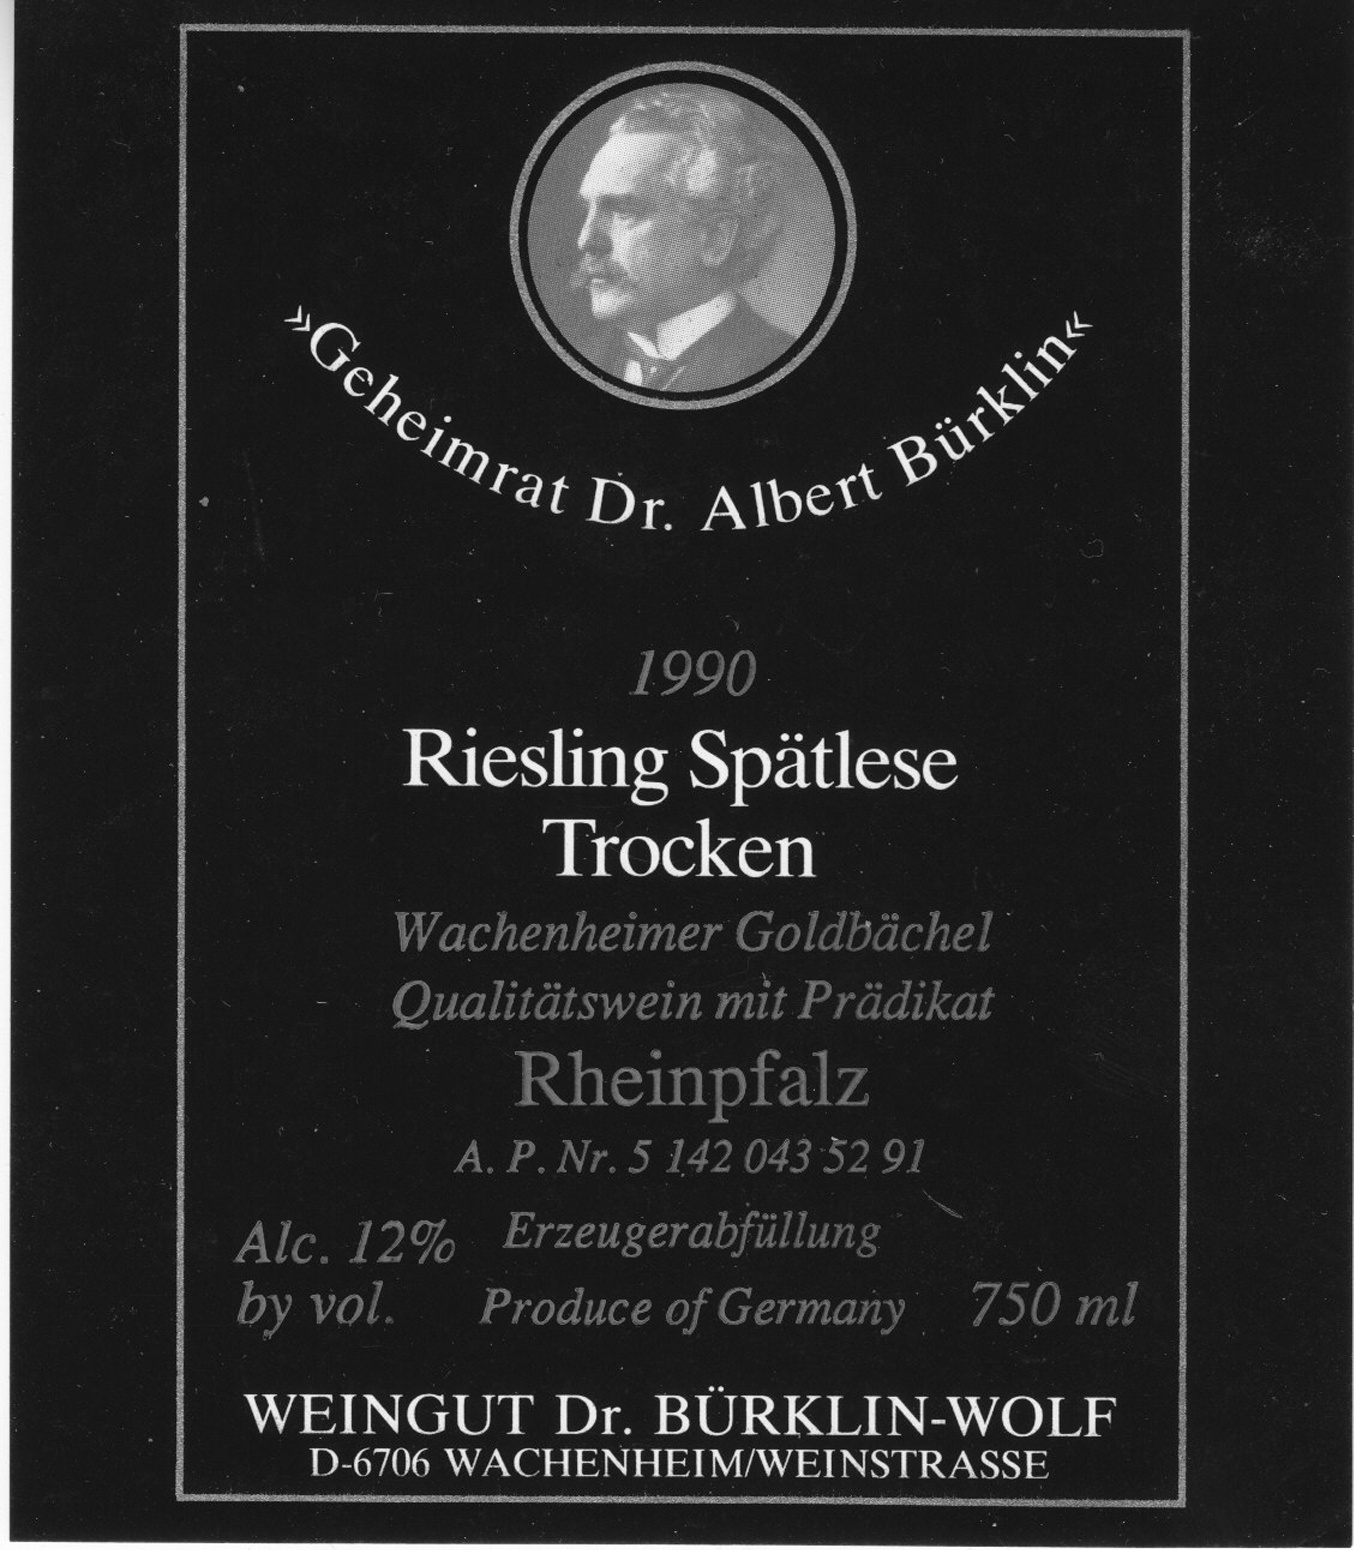 »Geheimrat Dr. Albert Bürklin«
1990
Riesling Spätlese
Trocken
Wachenheimer Goldbächel
Qualitätswein mit Prädikat
Rheinpfalz
A. P. Nr. 5 142 043 52 91
Erzeugerabfüllung
Alc. 12%
by vol.
Produce of Germany
750 ml
WEINGUT Dr. BÜRKLIN-WOLF
D-6706 WACHENHEIM/WEINSTRASSE